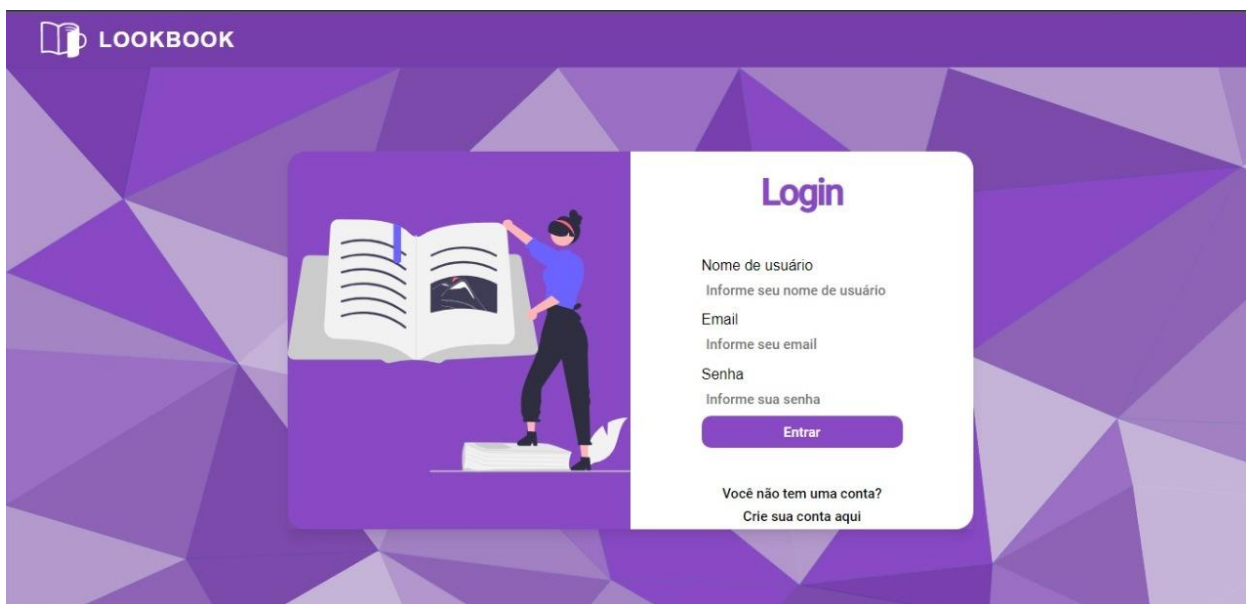 LOOKBOOK
Login
Nome de usuário
Informe seu nome de usuário
Email
Informe seu email
Senha
Informe sua senha
Entrar
Você não tem uma conta?
Crie sua conta aqui